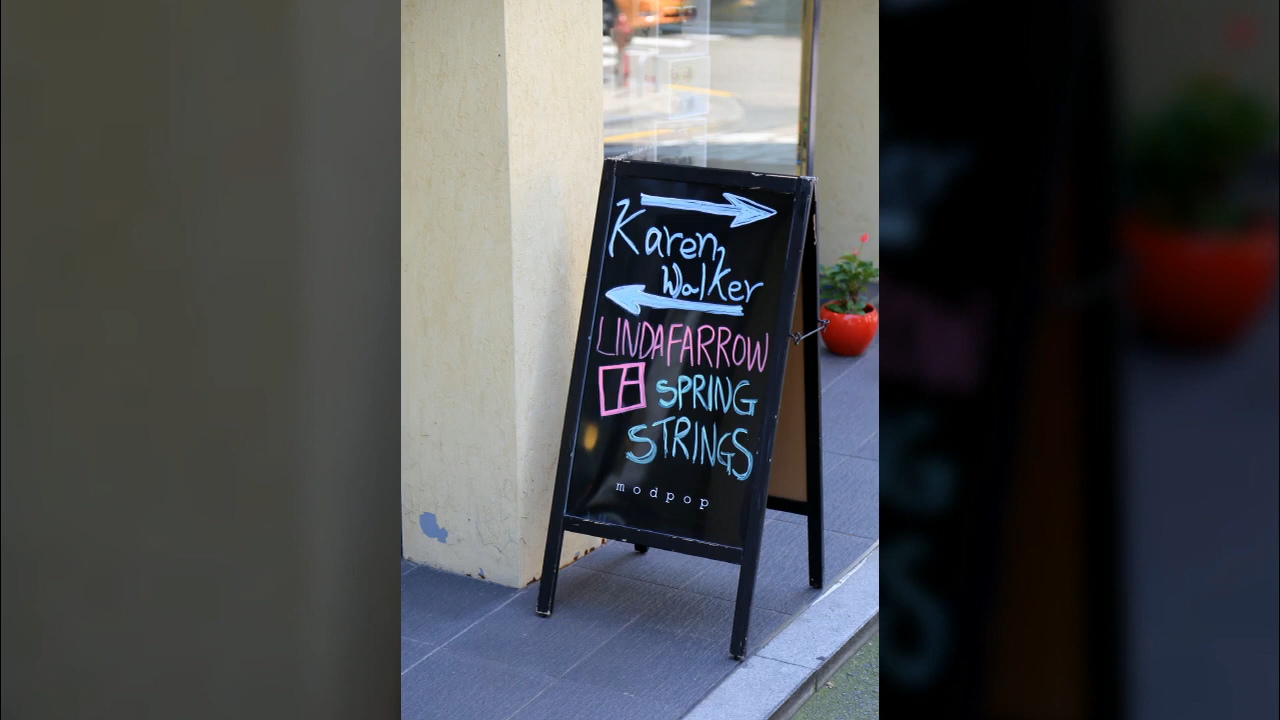 Karen
Walker
LINDAFARROW
SPRING
STRINGS
modpop